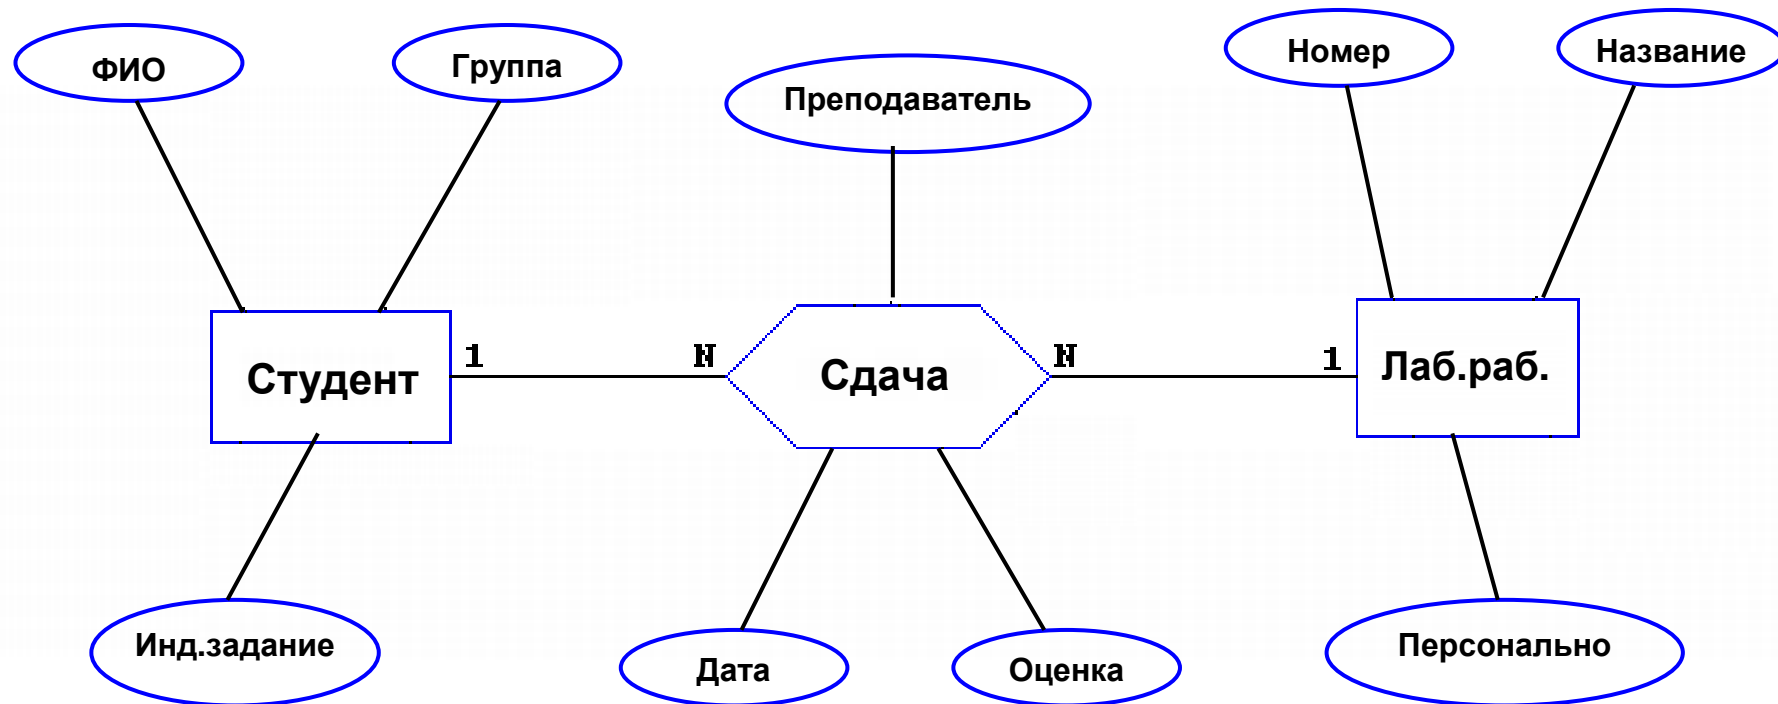 ФИО
Группа
Преподаватель
Номер
Название
Студент
1
N
Сдача
N
1
Лаб.раб.
Инд.задание
Дата
Оценка
Персонально